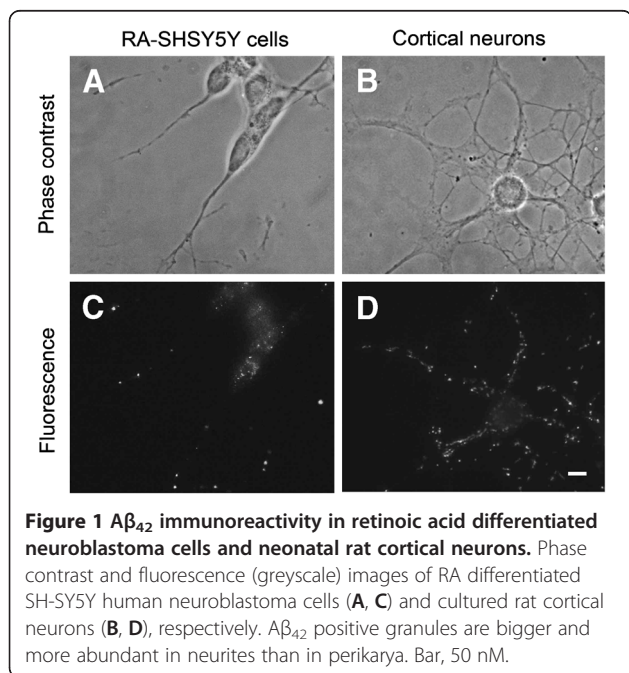 RA-SHSY5Y cells
Cortical neurons
Phase contrast
A
B
Fluorescence
C
D
Figure 1 Aβ₄₂ immunoreactivity in retinoic acid differentiated
neuroblastoma cells and neonatal rat cortical neurons. Phase
contrast and fluorescence (greyscale) images of RA differentiated
SH-SY5Y human neuroblastoma cells (A, C) and cultured rat cortical
neurons (B, D), respectively. Aβ₄₂ positive granules are bigger and
more abundant in neurites than in perikarya. Bar, 50 nM.